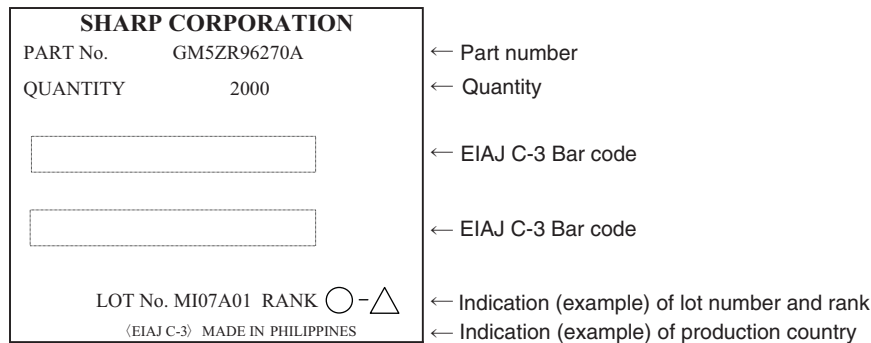 SHARP CORPORATION
PART No. GM5ZR96270A ← Part number
QUANTITY 2000 ← Quantity
← EIAJ C-3 Bar code
← EIAJ C-3 Bar code
LOT No. MI07A01 RANK ○-△ ← Indication (example) of lot number and rank
〈EIAJ C-3〉 MADE IN PHILIPPINES ← Indication (example) of production country